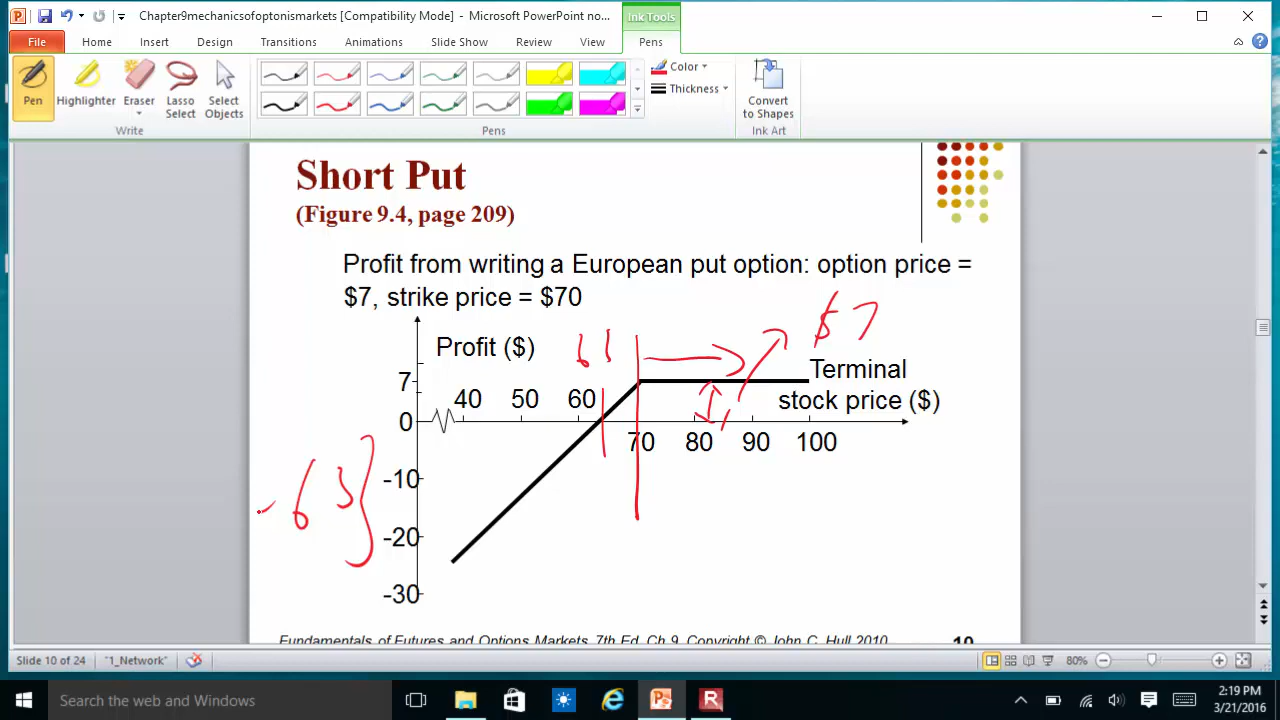 Chapter9mechanicsofoptonismarkets [Compatibility Mode] - Microsoft PowerPoint no...
Ink Tools
File Home Insert Design Transitions Animations Slide Show Review View Pens
Pen Highlighter Eraser Lasso Select Select Objects
Color
Thickness
Convert to Shapes
Write Pens Ink Art
Short Put
(Figure 9.4, page 209)
Profit from writing a European put option: option price =
$7, strike price = $70
$7
Profit ($)
Terminal
stock price ($)
7
40 50 60
0
70 80 90 100
-10
-63
-20
-30
Fundamentals of Futures and Options Markets, 7th Ed, Ch 9, Copyright © John C. Hull 2010 10
Slide 10 of 24 "1_Network" 80%
Search the web and Windows
2:19 PM
3/21/2016